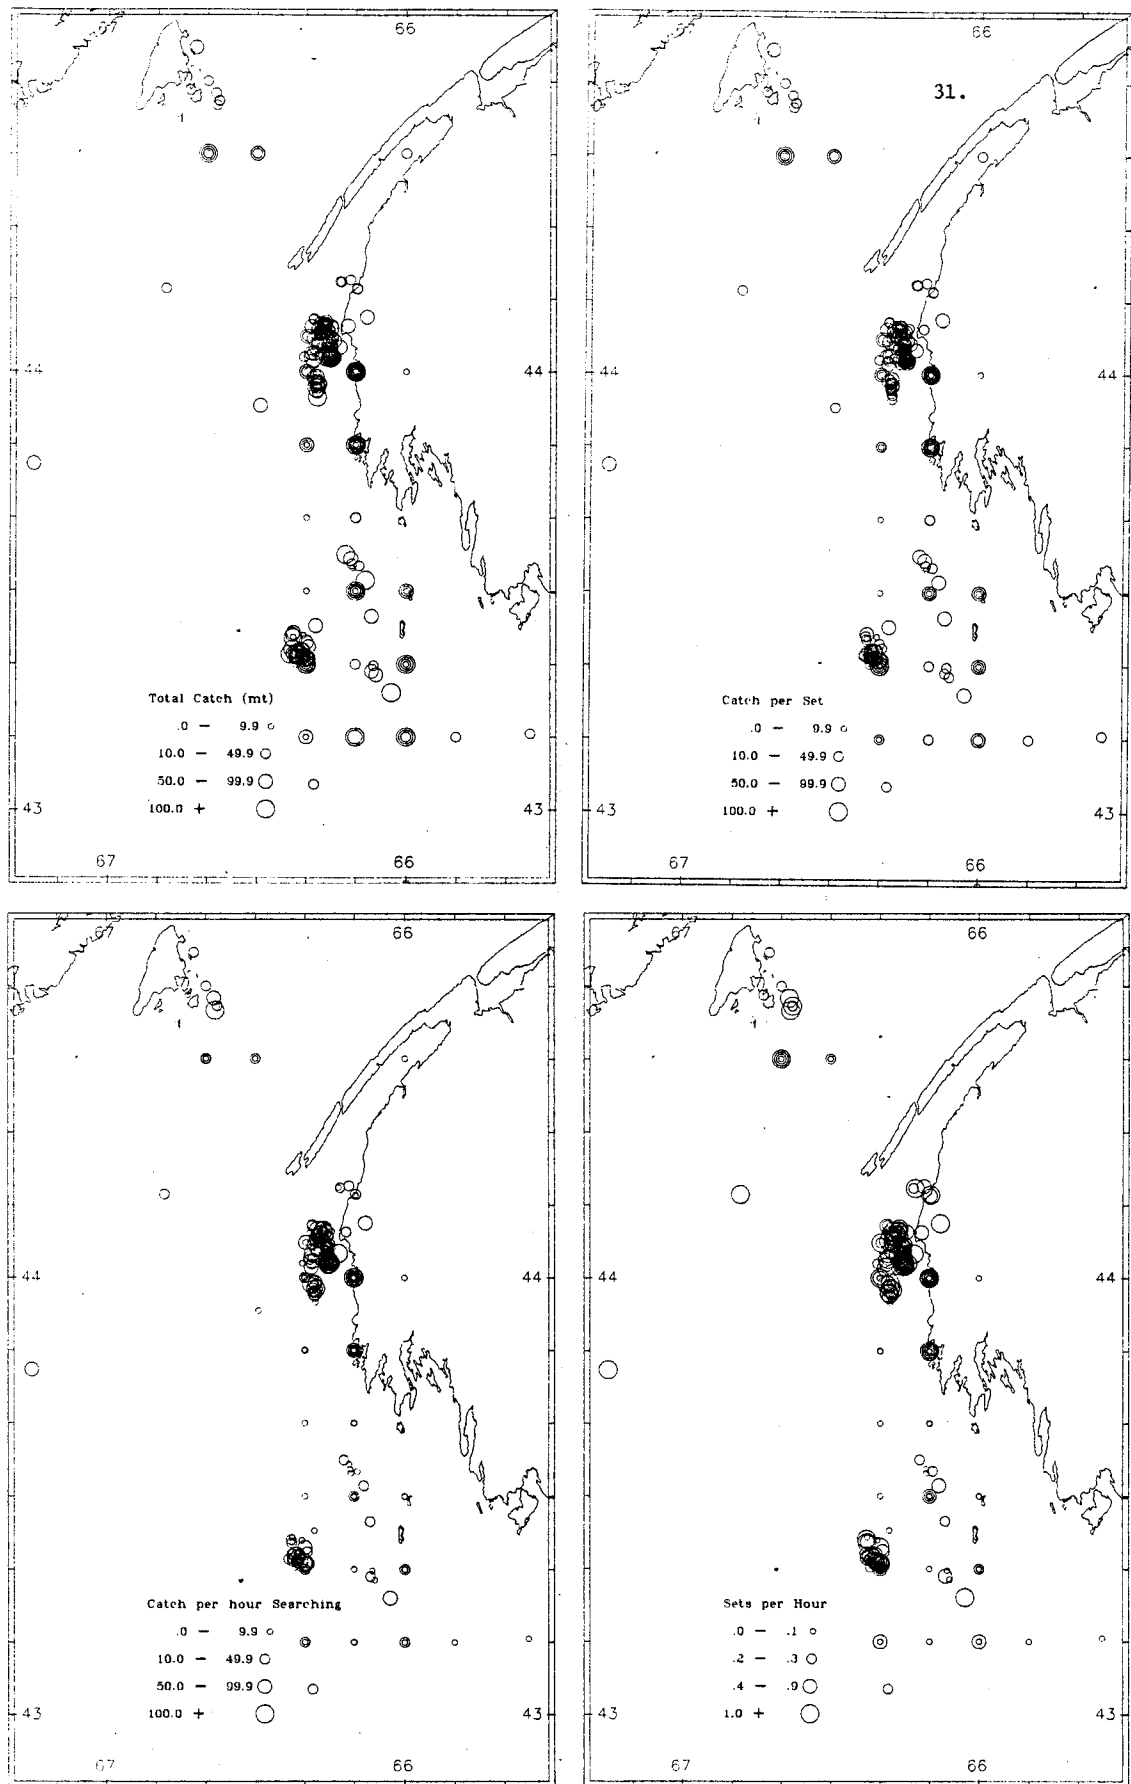 66
31.
44
44
Total Catch (mt)
.0 — 9.9
10.0 — 49.9
50.0 — 99.9
100.0 +
43
43
67
66
66
44
Catch per Set
.0 — 9.9
10.0 — 49.9
50.0 — 99.9
100.0 +
43
43
67
66
67
66
44
44
Catch per hour Searching
.0 — 9.9
10.0 — 49.9
50.0 — 99.9
100.0 +
43
43
67
66
67
66
44
Sets per Hour
.0 — .1
.2 — .3
.4 — .9
1.0 +
43
43
67
66